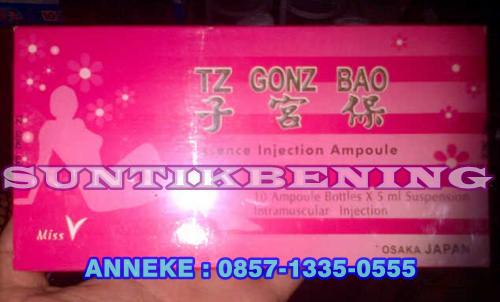 TZ GONZ BAO
子宮保
Essence Injection Ampoule
SUNTIKBENING
10 Ampoule Bottles X 5 ml Suspension
Intramuscular Injection
Miss V
OSAKA JAPAN
ANNEKE : 0857-1335-0555